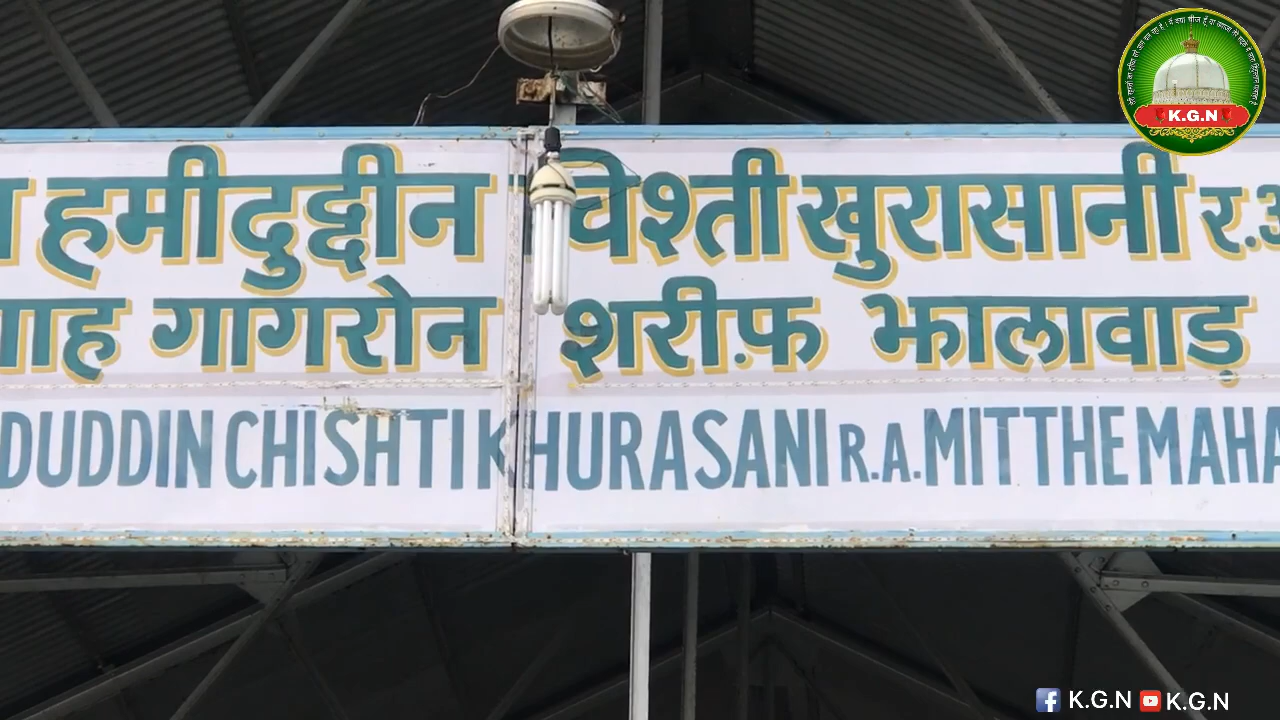 हमीदुद्दीन चिश्ती खुरासानी र.अ
गागरोन शरीफ़ झालावाड़
DUDDIN CHISHTI KHURASANI R.A. MITTHE MAHA
K.G.N
K.G.N K.G.N